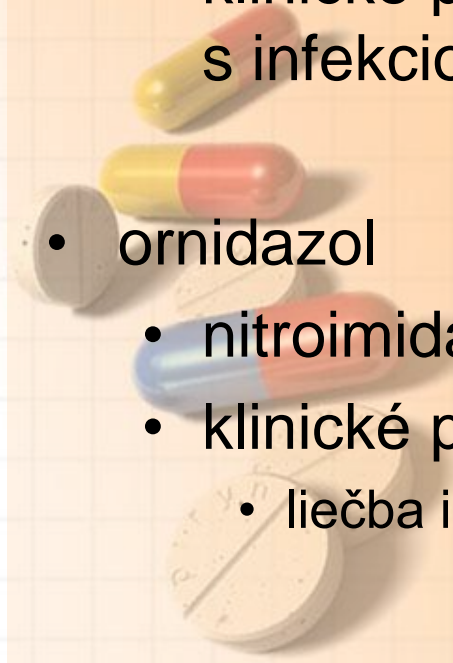 s infekcio
• ornidazol
• nitroimida
• klinické p
• liečba i